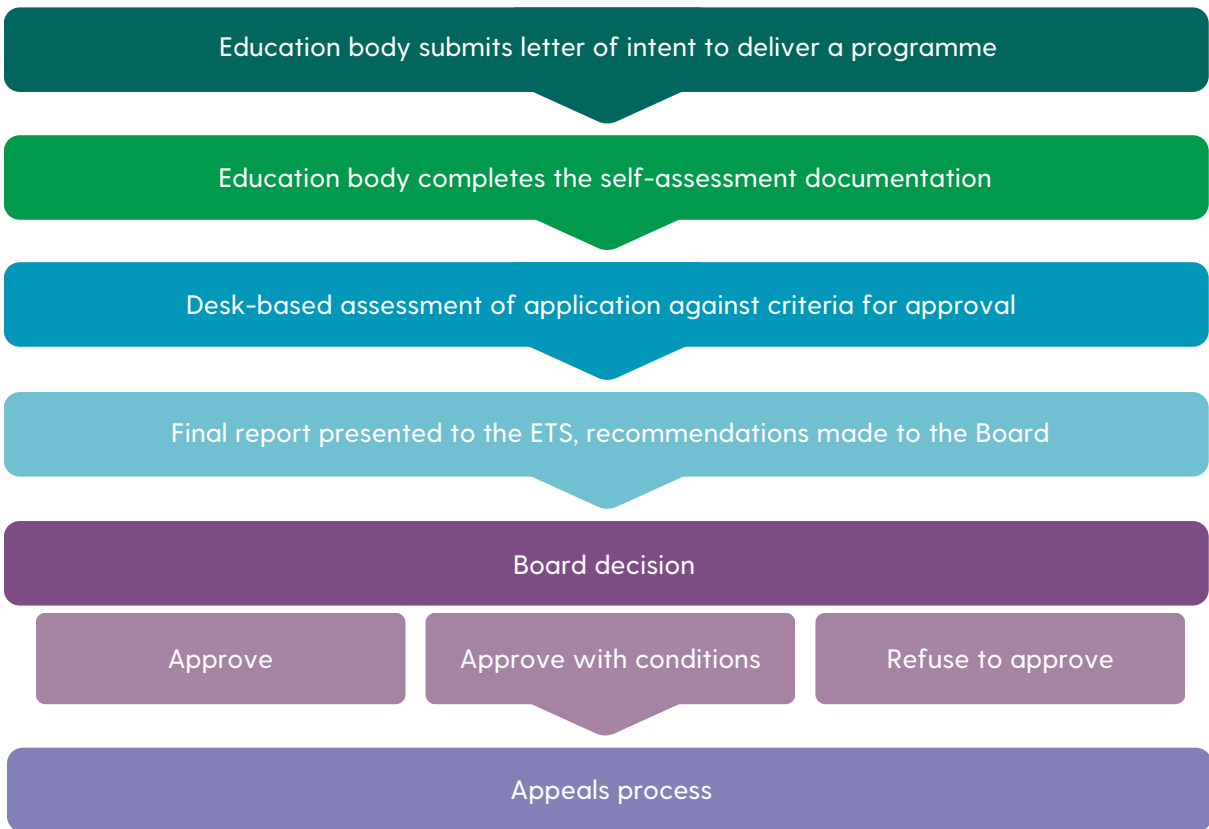 Education body submits letter of intent to deliver a programme
Education body completes the self-assessment documentation
Desk-based assessment of application against criteria for approval
Final report presented to the ETS, recommendations made to the Board
Board decision
Approve
Approve with conditions
Refuse to approve
Appeals process